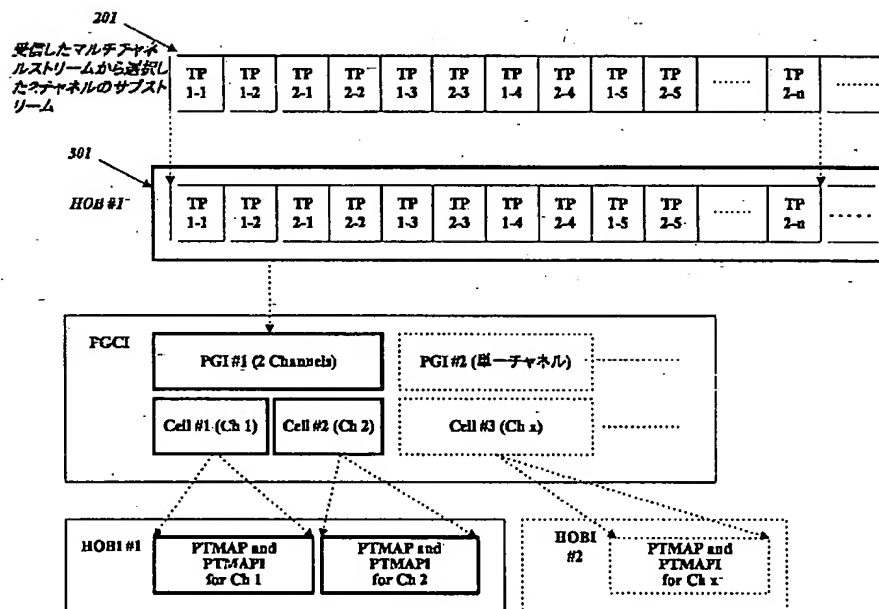 201
受信したマルチチャネ
ルストリームから選択し
た2チャネルのサブスト
リーム
TP 1-1 TP 1-2 TP 2-1 TP 2-2 TP 1-3 TP 2-3 TP 1-4 TP 2-4 TP 1-5 TP 2-5 ....... TP 2-n .......
301
HOB #1
TP 1-1 TP 1-2 TP 2-1 TP 2-2 TP 1-3 TP 2-3 TP 1-4 TP 2-4 TP 1-5 TP 2-5 ....... TP 2-n .......
PGCI
PGI #1 (2 Channels)
PGI #2 (単一チャネル)
Cell #1 (Ch 1)
Cell #2 (Ch 2)
Cell #3 (Ch x)
HOBI #1
PTMAP and
PTMAPI
for Ch 1
PTMAP and
PTMAPI
for Ch 2
HOBI
#2
PTMAP and
PTMAPI
for Ch x